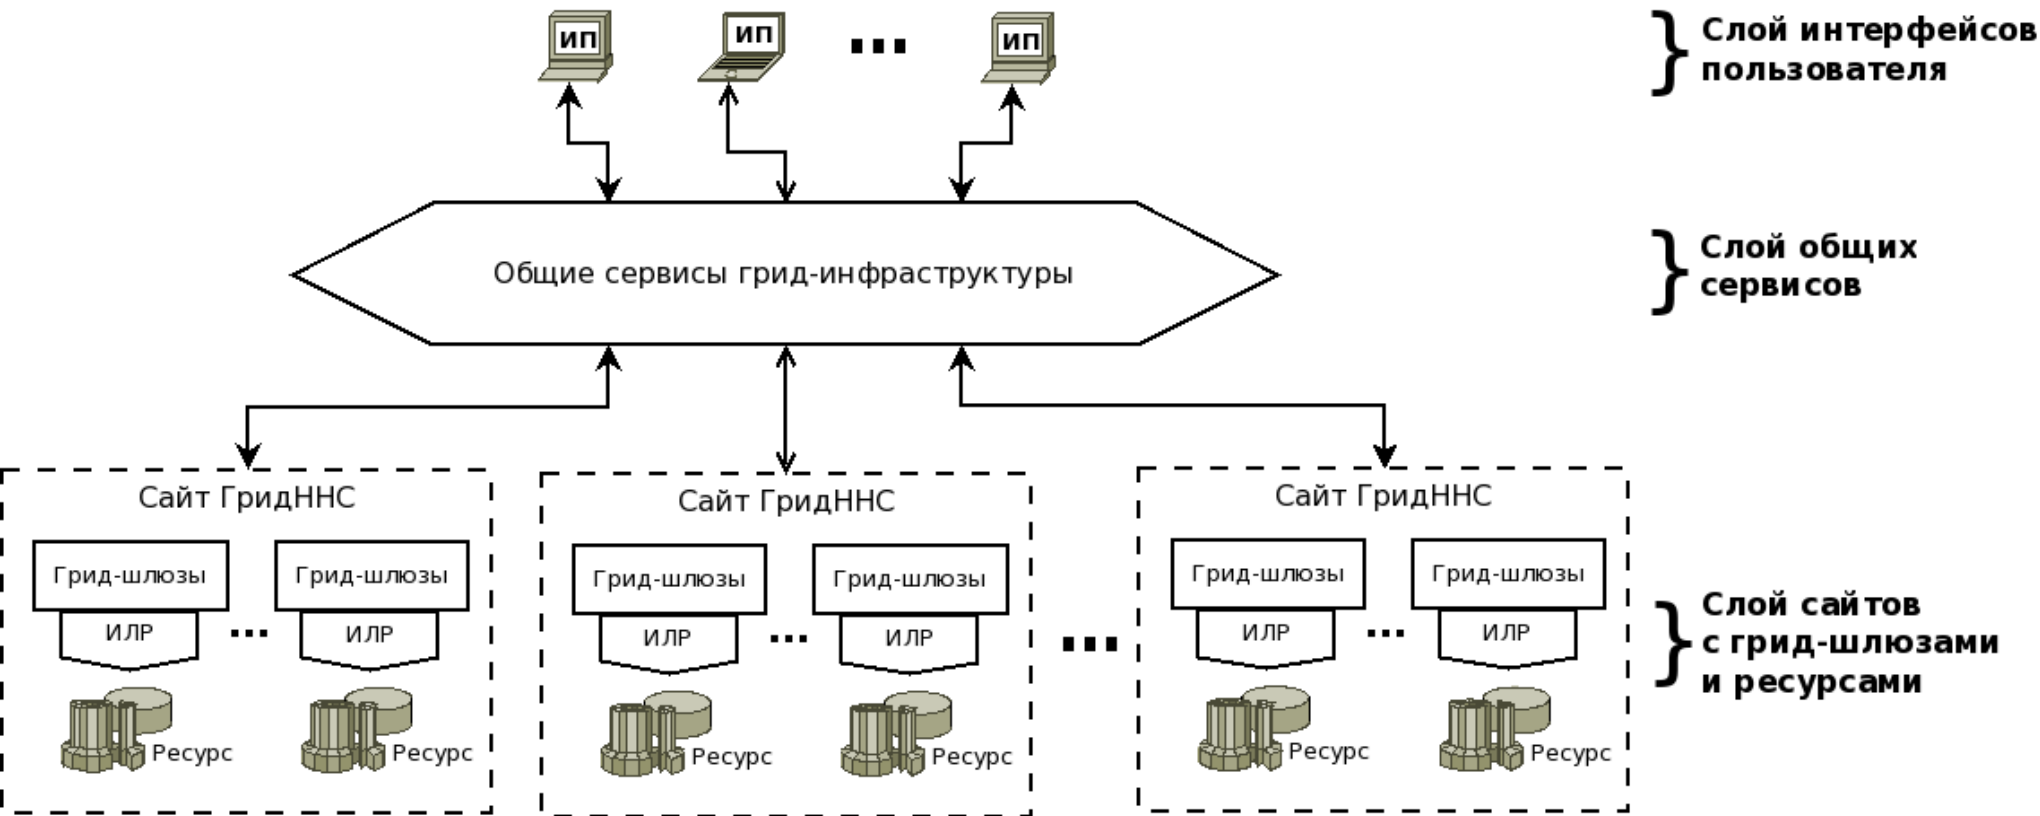 ИП
ИП
...
ИП
Слой интерфейсов
пользователя
Общие сервисы грид-инфраструктуры
Слой общих
сервисов
Сайт ГридННС
Грид-шлюзы
ИЛР
Ресурс
...
Грид-шлюзы
ИЛР
Ресурс
Сайт ГридННС
Грид-шлюзы
ИЛР
Ресурс
...
Грид-шлюзы
ИЛР
Ресурс
...
Сайт ГридННС
Грид-шлюзы
ИЛР
Ресурс
...
Грид-шлюзы
ИЛР
Ресурс
Слой сайтов
с грид-шлюзами
и ресурсами